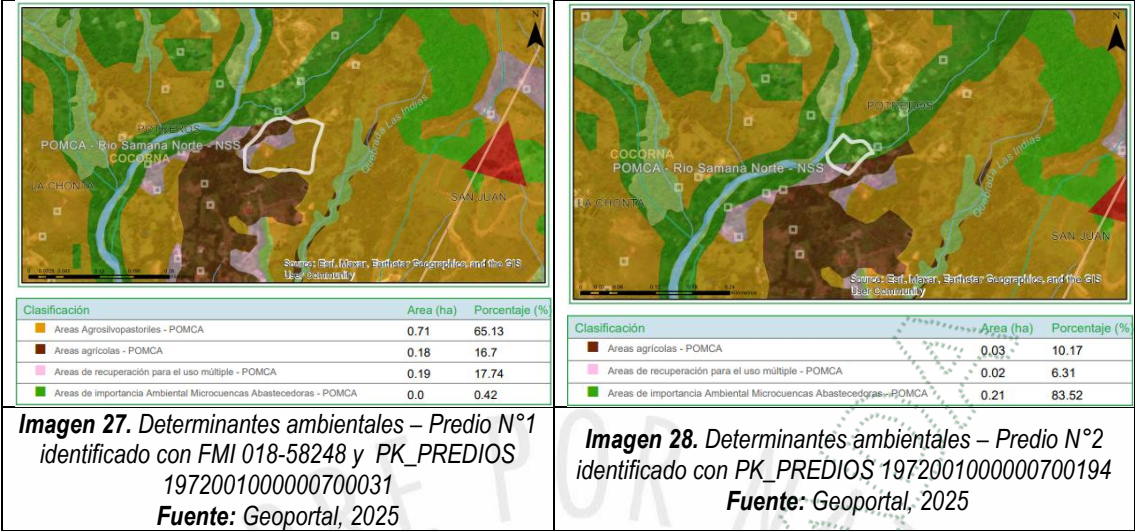 N
POTREROS
POMCA - Rio Samana Norte - NSS
COCORNA
LA CHONTA
Quebrada Las Indias
SAN JUAN
Source: Esri, Maxar, Earthstar Geographics, and the GIS
User Community
Clasificación Area (ha) Porcentaje (%)
Areas Agrosilvopastoriles - POMCA 0.71 65.13
Areas agrícolas - POMCA 0.18 16.7
Areas de recuperación para el uso múltiple - POMCA 0.19 17.74
Areas de importancia Ambiental Microcuencas Abastecedoras - POMCA 0.0 0.42
Imagen 27. Determinantes ambientales – Predio N°1
identificado con FMI 018-58248 y PK_PREDIOS
1972001000000700031
Fuente: Geoportal, 2025
N
POTREROS
COCORNA
POMCA - Rio Samana Norte - NSS
LA CHONTA
Quebrada Las Indias
SAN JUAN
Source: Esri, Maxar, Earthstar Geographics, and the GIS
User Community
Clasificación Area (ha) Porcentaje (%)
Areas agrícolas - POMCA 0.03 10.17
Areas de recuperación para el uso múltiple - POMCA 0.02 6.31
Areas de importancia Ambiental Microcuencas Abastecedoras - POMCA 0.21 83.52
Imagen 28. Determinantes ambientales – Predio N°2
identificado con PK_PREDIOS 1972001000000700194
Fuente: Geoportal, 2025